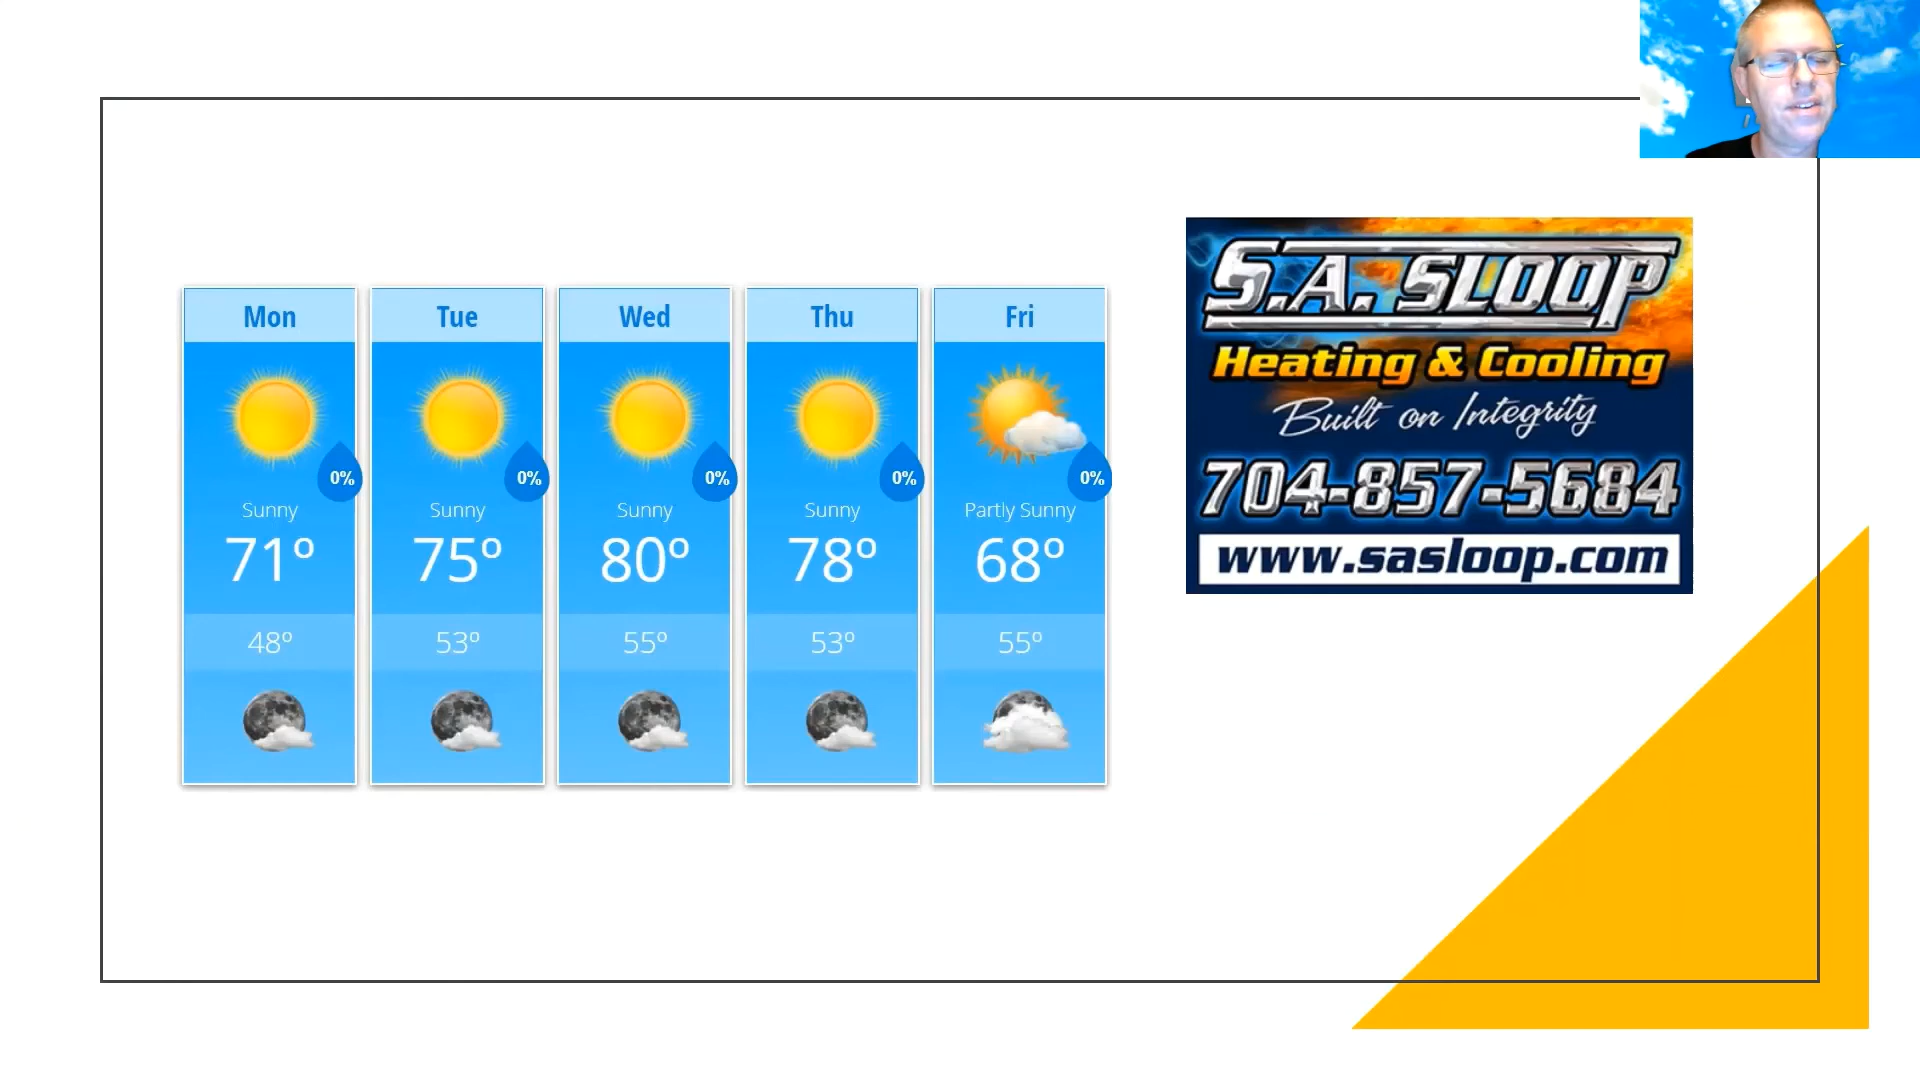 Mon Tue Wed Thu Fri
0% 0% 0% 0% 0%
Sunny Sunny Sunny Sunny Partly Sunny
71° 75° 80° 78° 68°
48° 53° 55° 53° 55°
S.A. SLOOP
Heating & Cooling
Built on Integrity
704-857-5684
www.sasloop.com